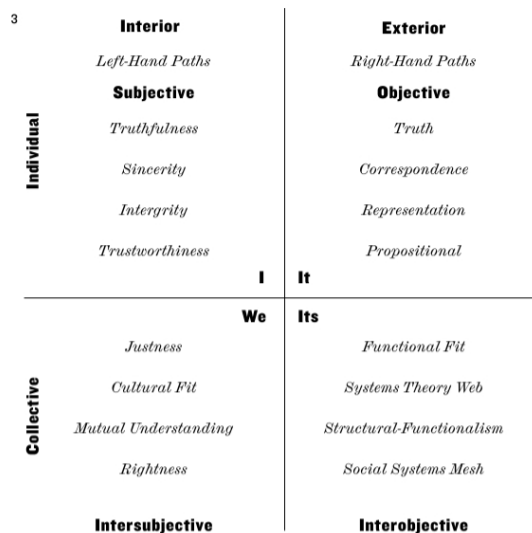 3
Interior
Exterior
Left-Hand Paths
Right-Hand Paths
Subjective
Objective
Individual
Truthfulness
Truth
Sincerity
Correspondence
Intergrity
Representation
Trustworthiness
Propositional
I
It
We
Its
Collective
Justness
Functional Fit
Cultural Fit
Systems Theory Web
Mutual Understanding
Structural-Functionalism
Rightness
Social Systems Mesh
Intersubjective
Interobjective